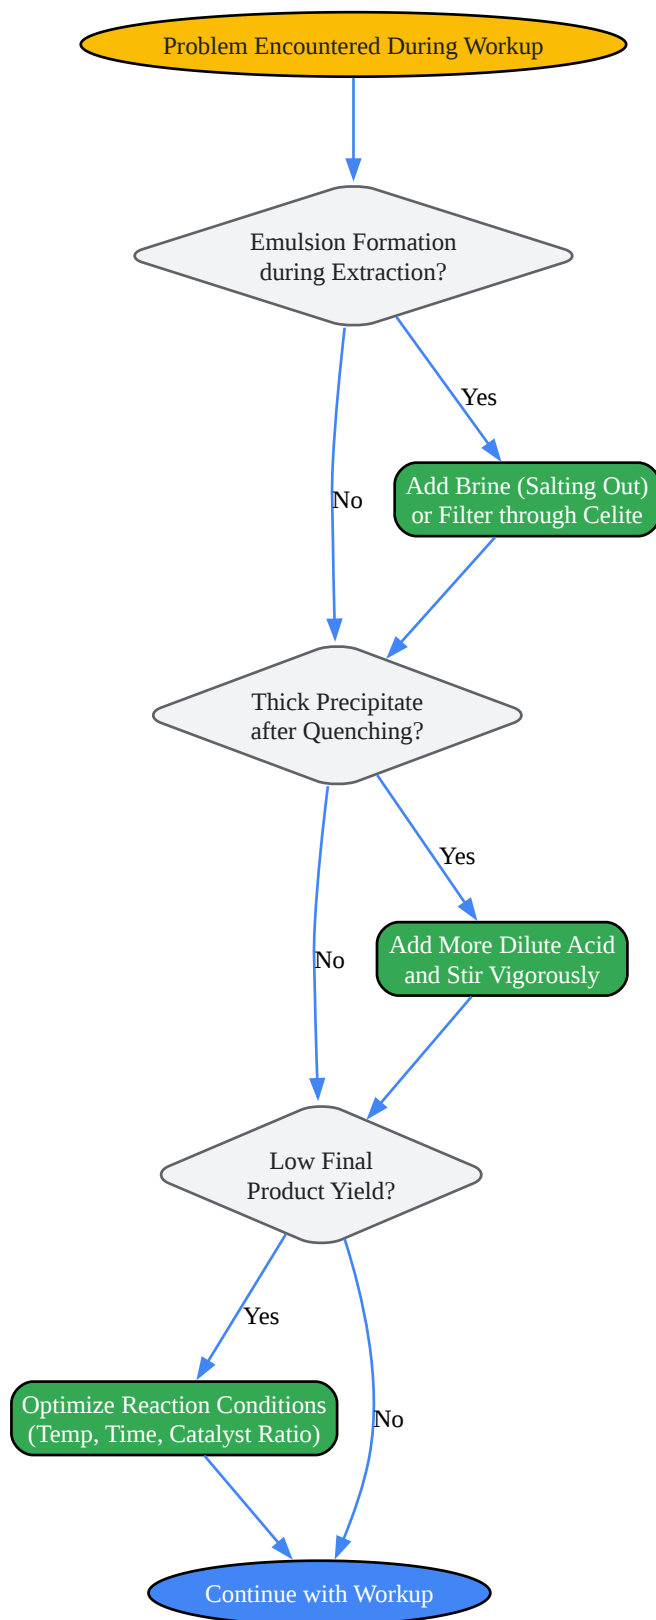 Problem Encountered During Workup
Emulsion Formation
during Extraction?
Yes
Add Brine (Salting Out)
or Filter through Celite
No
Thick Precipitate
after Quenching?
Yes
Add More Dilute Acid
and Stir Vigorously
No
Low Final
Product Yield?
Yes
Optimize Reaction Conditions
(Temp, Time, Catalyst Ratio)
No
Continue with Workup